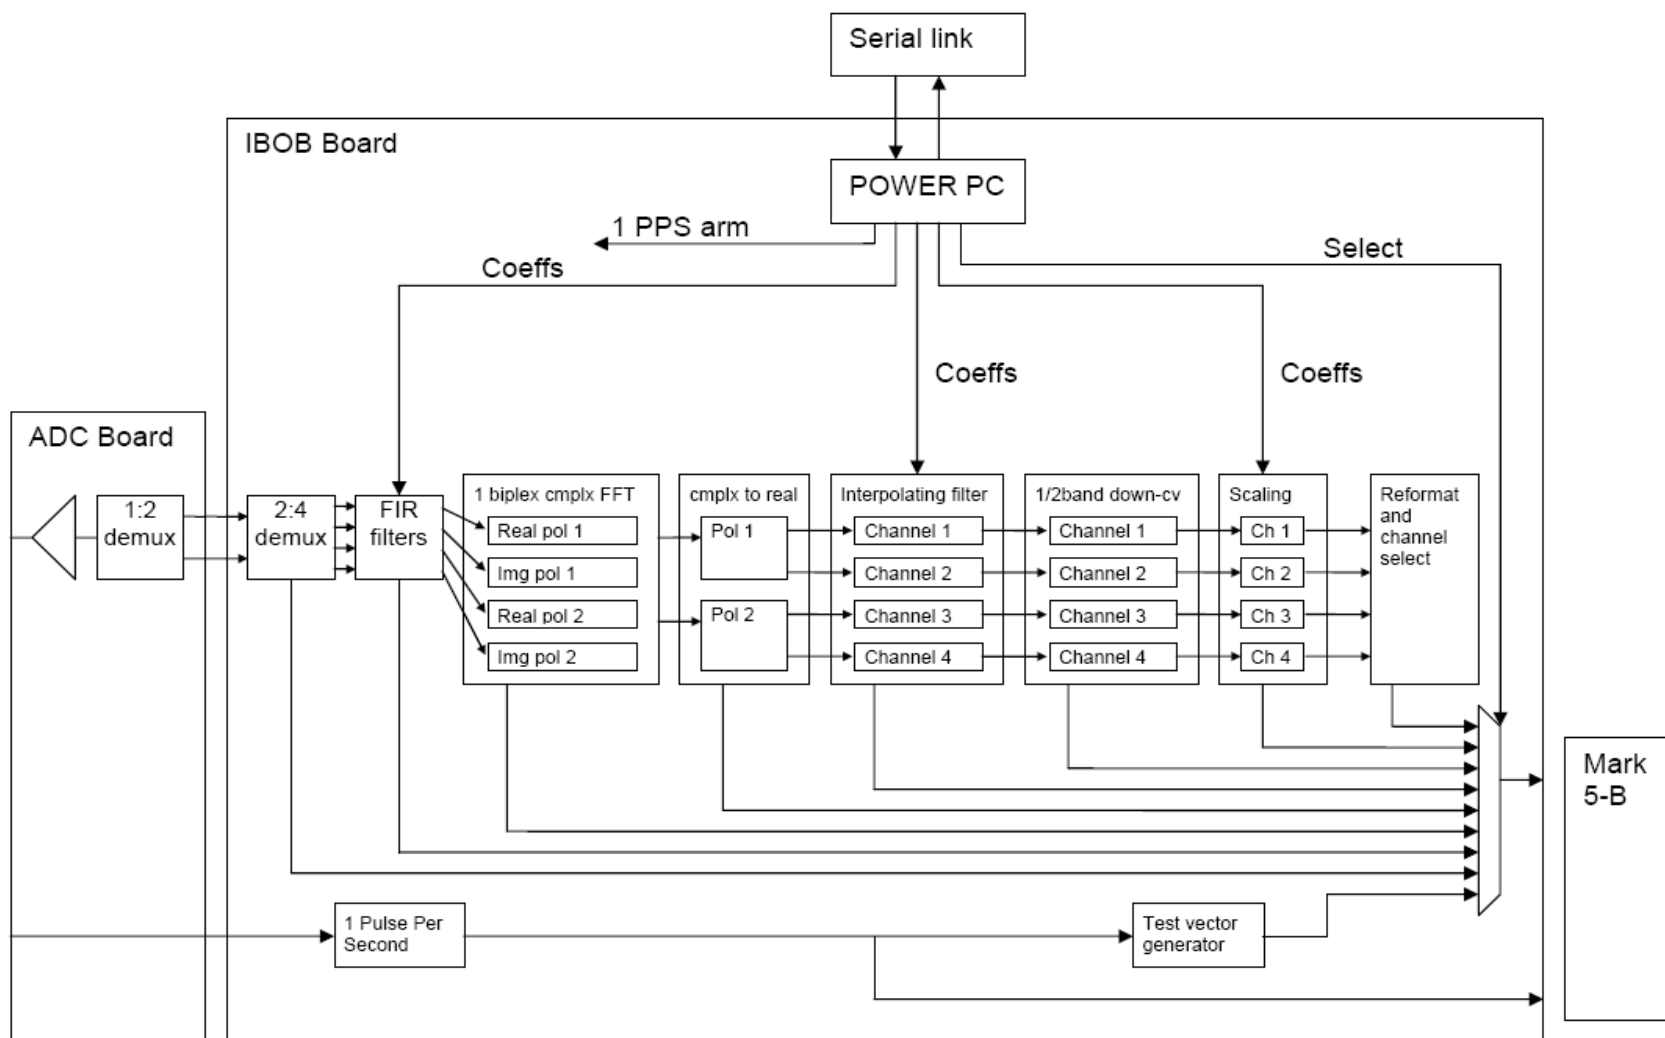 Serial link
IBOB Board
POWER PC
1 PPS arm
Select
Coeffs
Coeffs
Coeffs
ADC Board
1:2
demux
2:4
demux
FIR
filters
1 biplex cmplx FFT
Real pol 1
Img pol 1
Real pol 2
Img pol 2
cmplx to real
Pol 1
Pol 2
Interpolating filter
Channel 1
Channel 2
Channel 3
Channel 4
1/2band down-cv
Channel 1
Channel 2
Channel 3
Channel 4
Scaling
Ch 1
Ch 2
Ch 3
Ch 4
Reformat
and
channel
select
Mark
5-B
1 Pulse Per
Second
Test vector
generator